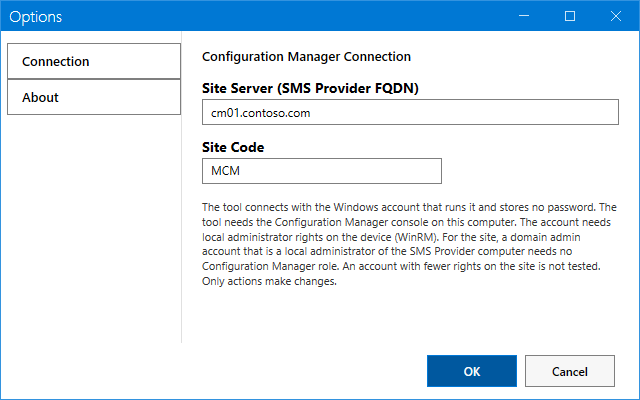 Options
Connection
About
Configuration Manager Connection
Site Server (SMS Provider FQDN)
cm01.contoso.com
Site Code
MCM
The tool connects with the Windows account that runs it and stores no password. The
tool needs the Configuration Manager console on this computer. The account needs
local administrator rights on the device (WinRM). For the site, a domain admin
account that is a local administrator of the SMS Provider computer needs no
Configuration Manager role. An account with fewer rights on the site is not tested.
Only actions make changes.
OK
Cancel